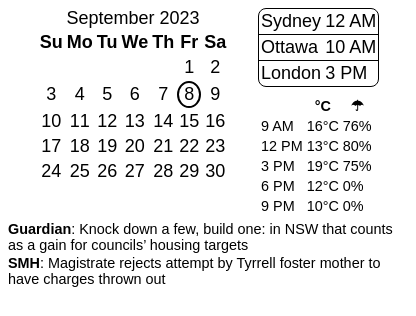 September 2023
Su Mo Tu We Th Fr Sa
1 2
3 4 5 6 7 8 9
10 11 12 13 14 15 16
17 18 19 20 21 22 23
24 25 26 27 28 29 30
Sydney 12 AM
Ottawa 10 AM
London 3 PM
°C ☂
9 AM 16°C 76%
12 PM 13°C 80%
3 PM 19°C 75%
6 PM 12°C 0%
9 PM 10°C 0%
Guardian: Knock down a few, build one: in NSW that counts
as a gain for councils’ housing targets
SMH: Magistrate rejects attempt by Tyrrell foster mother to
have charges thrown out